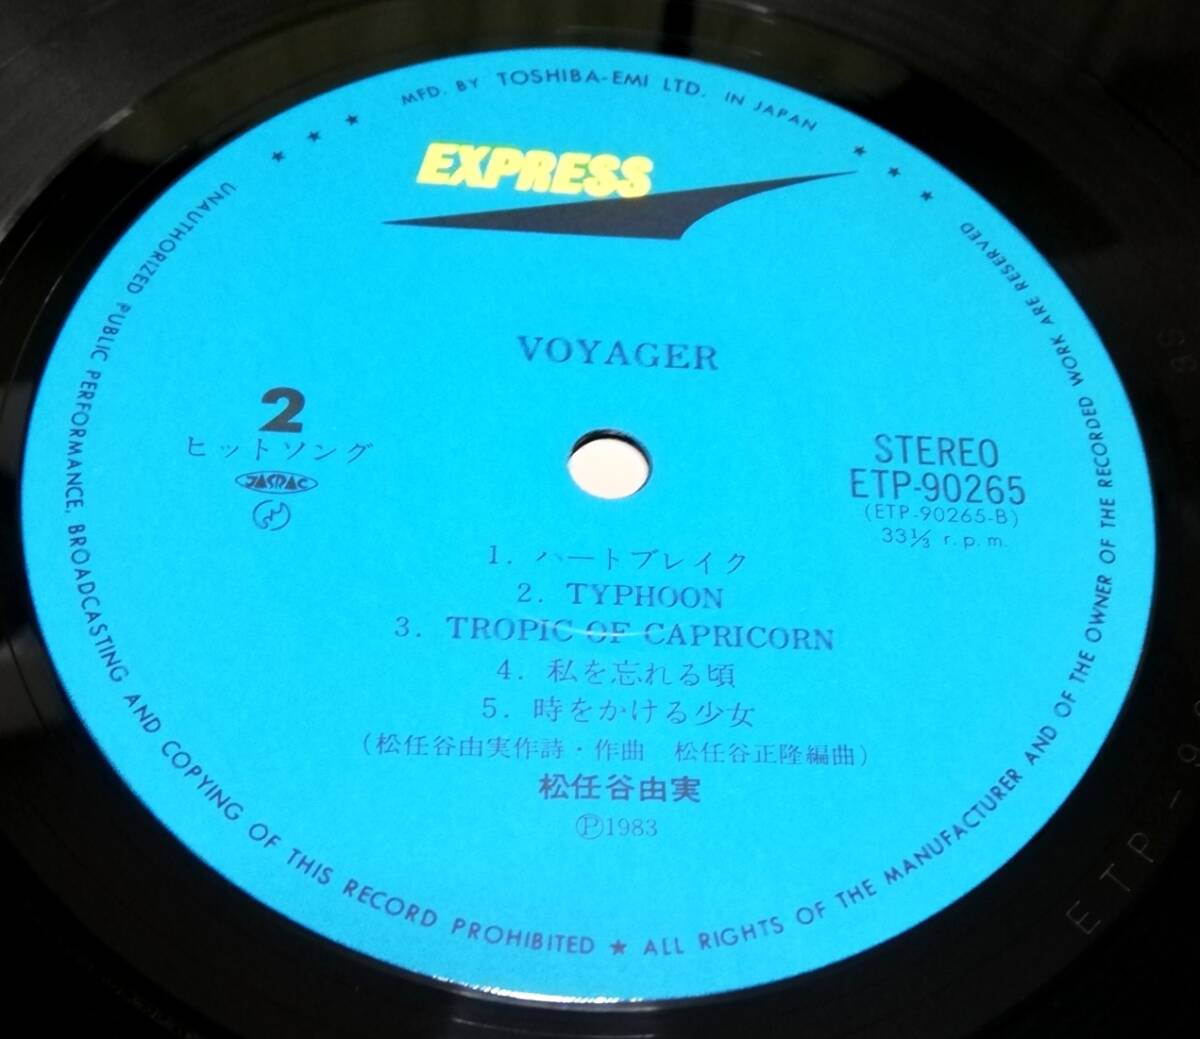 MFD. BY TOSHIBA-EMI LTD. IN JAPAN
EXPRESS
VOYAGER
2
ヒットソング
JASRAC
STEREO
ETP-90265
(ETP-90265-B)
33⅓ r.p.m.
1. ハートブレイク
2. TYPHOON
3. TROPIC OF CAPRICORN
4. 私を忘れる頃
5. 時をかける少女
(松任谷由実作詩・作曲 松任谷正隆編曲)
松任谷由実
Ⓟ1983
UNAUTHORIZED PUBLIC PERFORMANCE, BROADCASTING AND COPYING OF THIS RECORD PROHIBITED ★ ALL RIGHTS OF THE MANUFACTURER AND OF THE OWNER OF THE RECORDED WORK ARE RESERVED
ETP-9